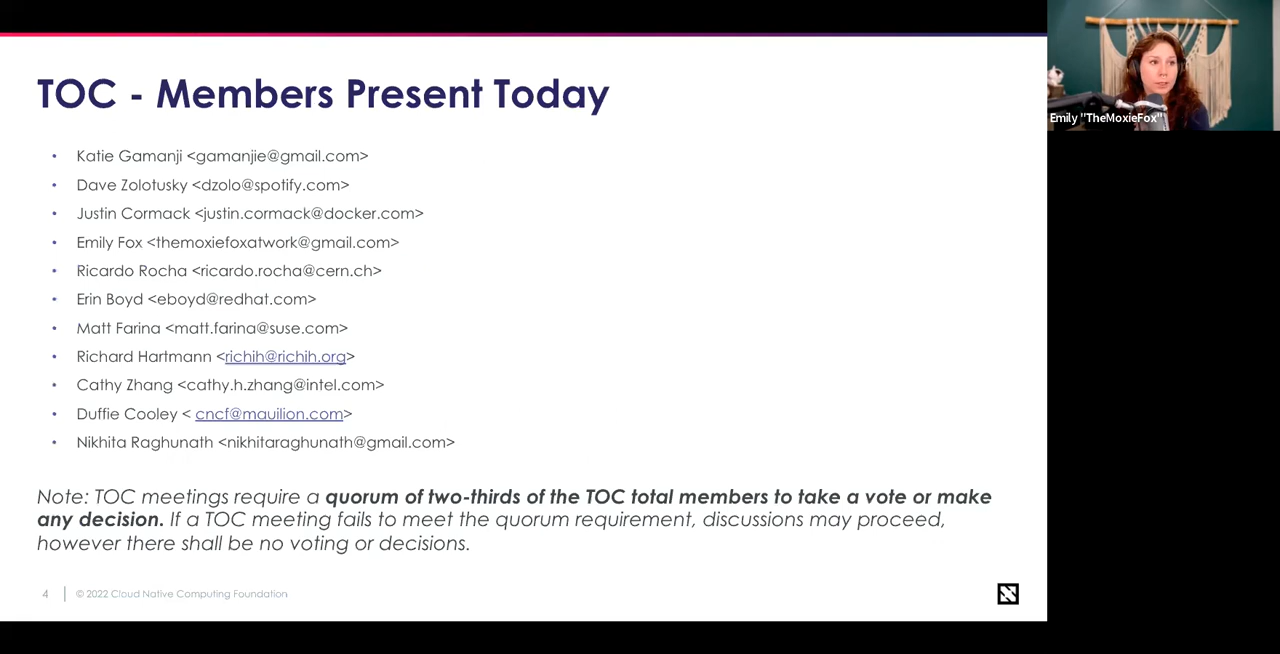 TOC - Members Present Today
Emily "TheMoxieFox"
• Katie Gamanji <gamanjie@gmail.com>
• Dave Zolotusky <dzolo@spotify.com>
• Justin Cormack <justin.cormack@docker.com>
• Emily Fox <themoxiefoxatwork@gmail.com>
• Ricardo Rocha <ricardo.rocha@cern.ch>
• Erin Boyd <eboyd@redhat.com>
• Matt Farina <matt.farina@suse.com>
• Richard Hartmann <richih@richih.org>
• Cathy Zhang <cathy.h.zhang@intel.com>
• Duffie Cooley < cncf@mauilion.com>
• Nikhita Raghunath <nikhitaraghunath@gmail.com>
Note: TOC meetings require a quorum of two-thirds of the TOC total members to take a vote or make
any decision. If a TOC meeting fails to meet the quorum requirement, discussions may proceed,
however there shall be no voting or decisions.
4 | © 2022 Cloud Native Computing Foundation